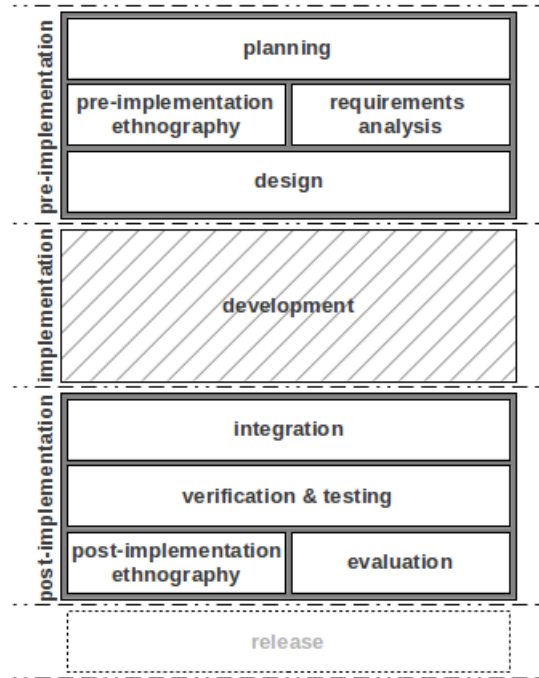 pre-implementation
planning
pre-implementation
ethnography
requirements
analysis
design
implementation
development
post-implementation
integration
verification & testing
post-implementation
ethnography
evaluation
release